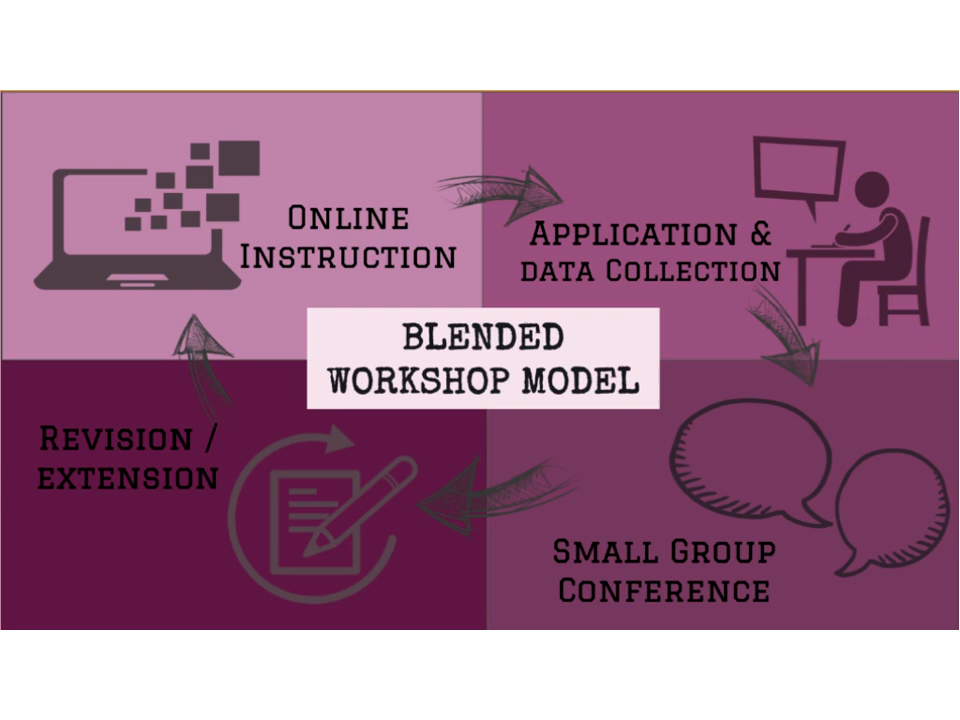 Online
Instruction
Application &
data Collection
BLENDED
WORKSHOP MODEL
Revision /
extension
Small Group
Conference